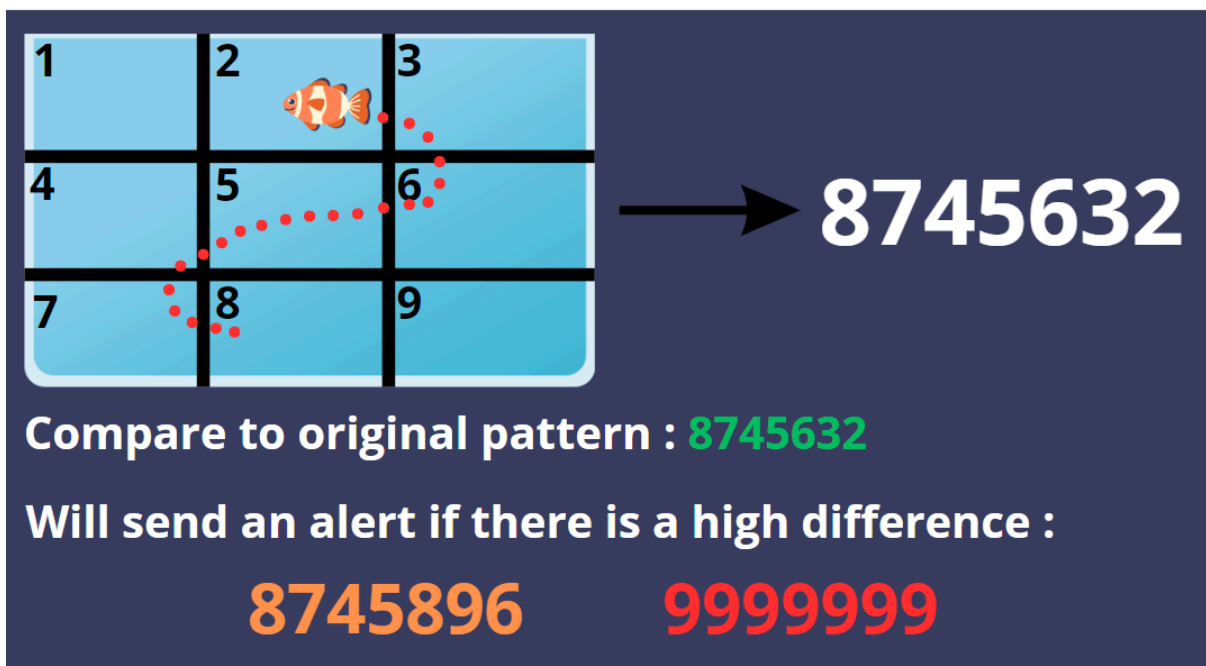 1 2 3
4 5 6
7 8 9
8745632
Compare to original pattern : 8745632
Will send an alert if there is a high difference :
8745896 9999999